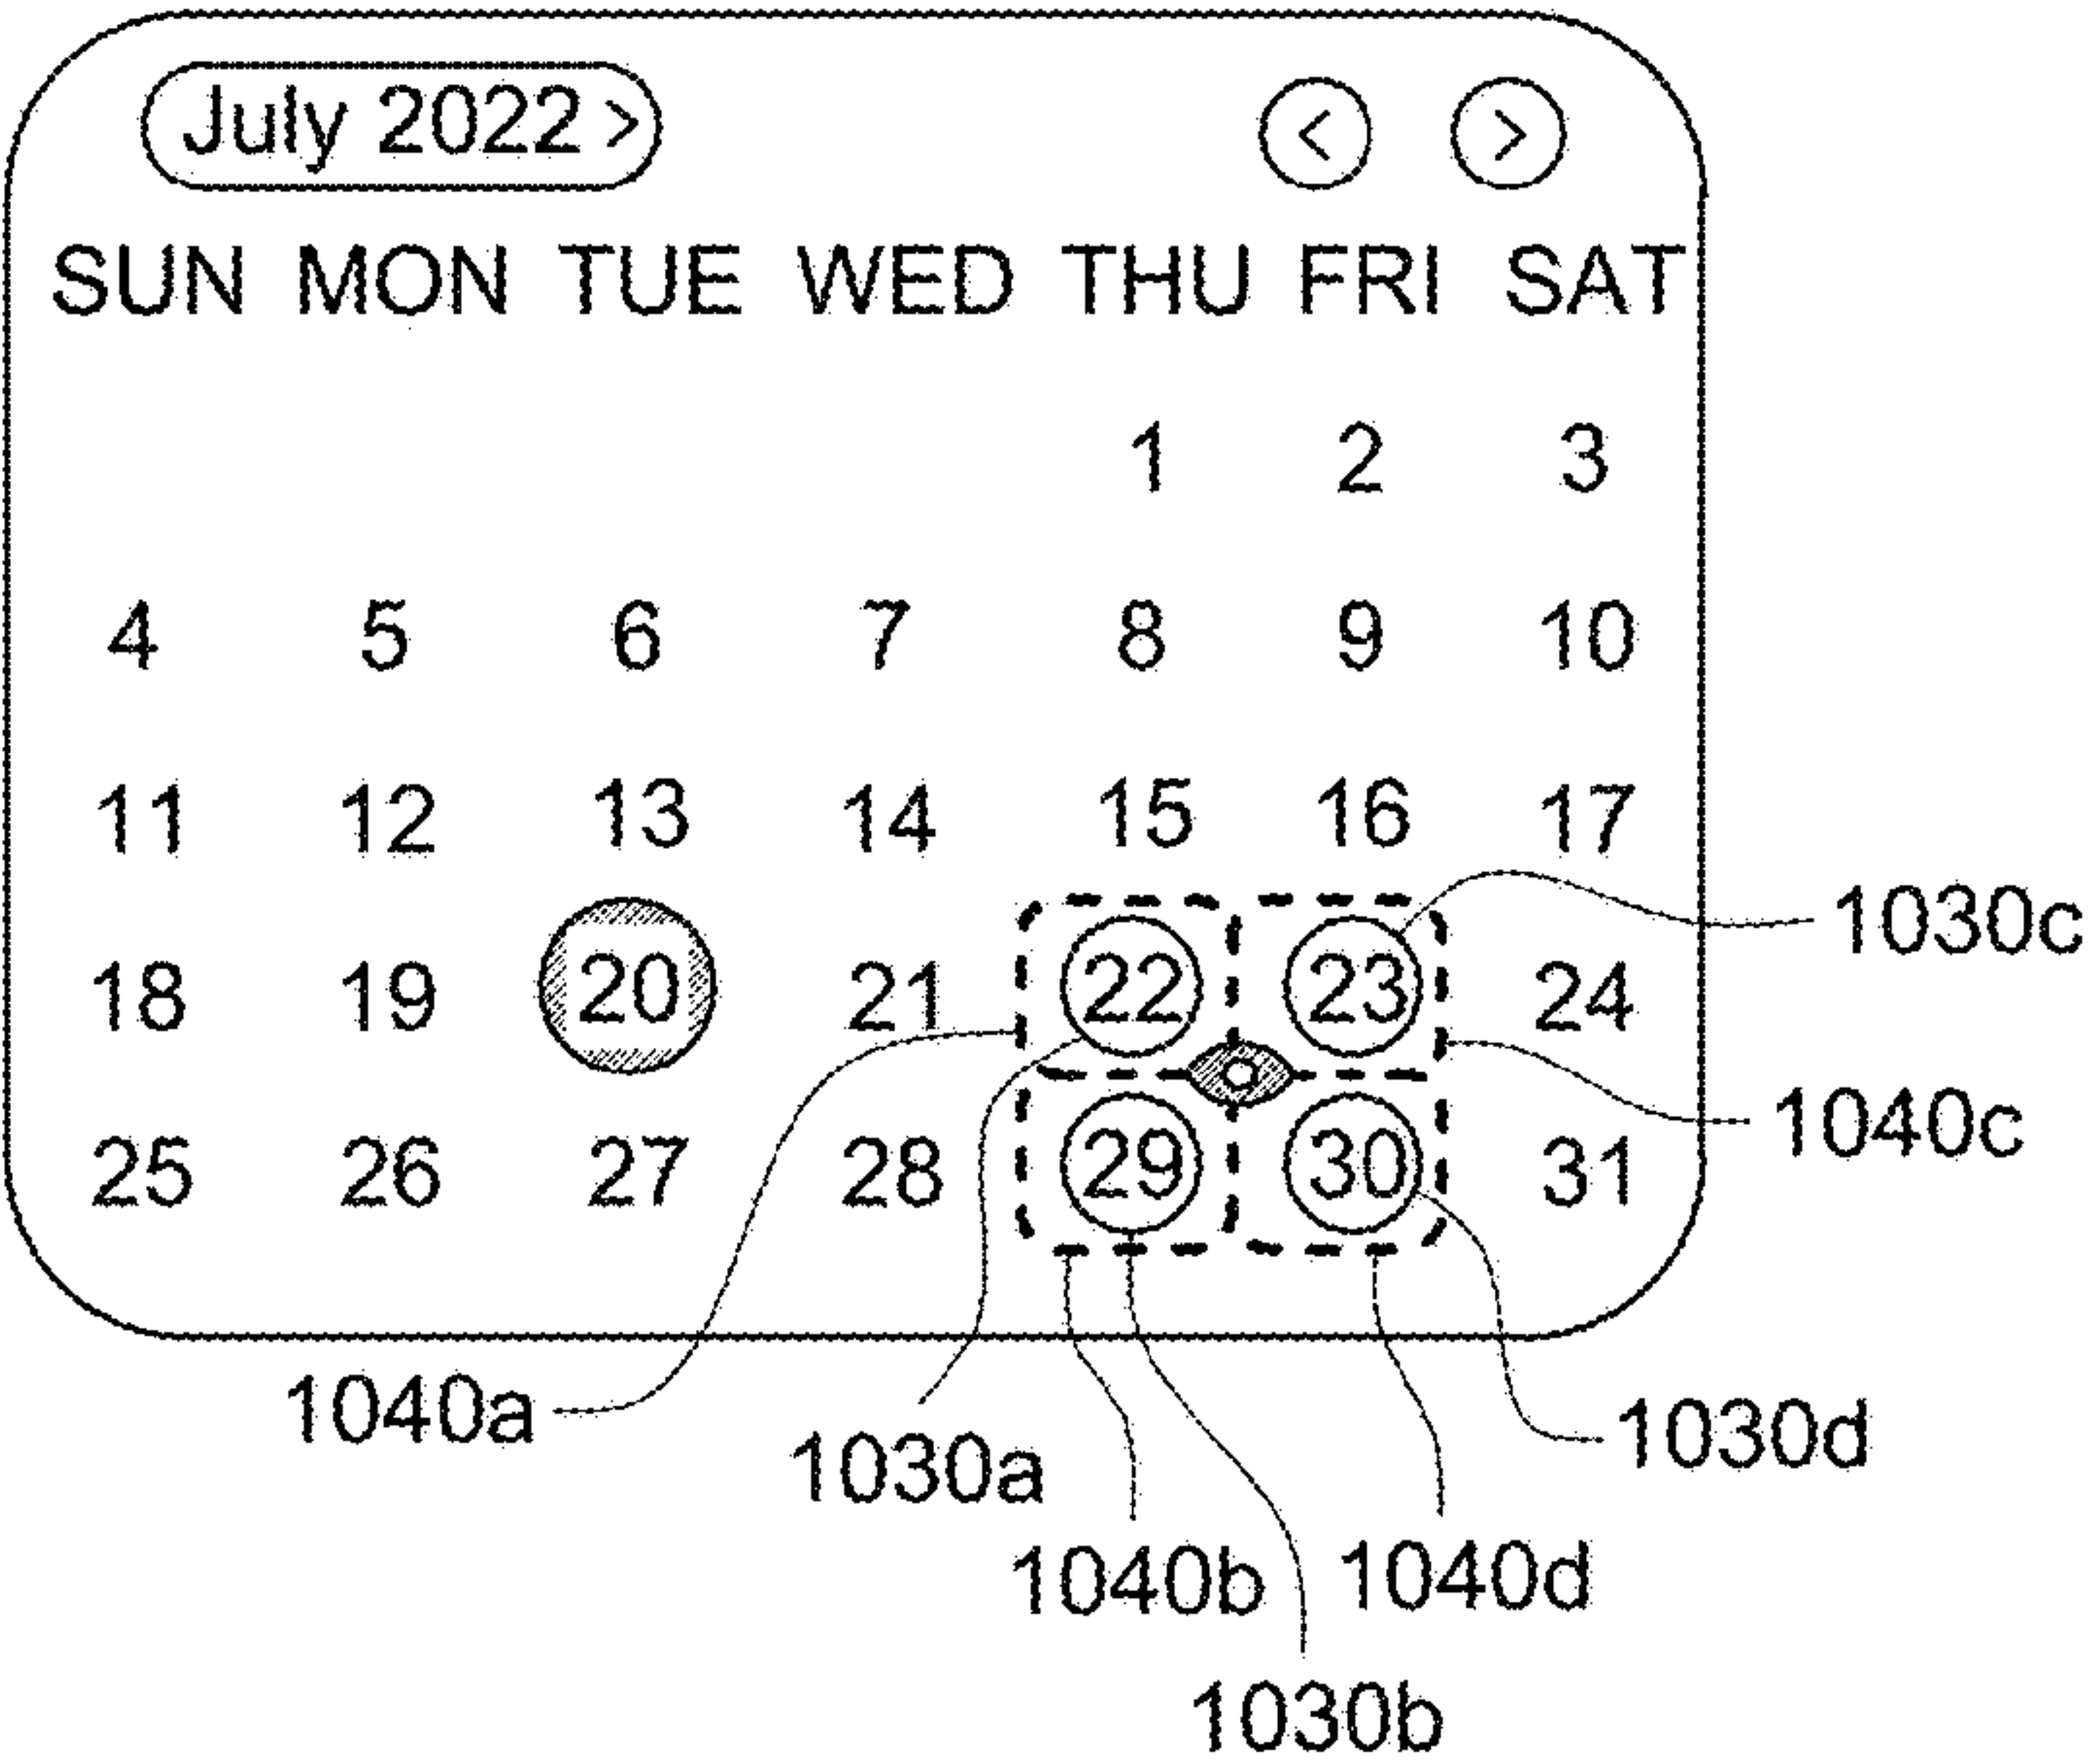 July 2022 > < >
SUN MON TUE WED THU FRI SAT
1 2 3
4 5 6 7 8 9 10
11 12 13 14 15 16 17
1030c
18 19 20 21 22 23 24
1040c
25 26 27 28 29 30 31
1040a
1030a
1030d
1040b
1040d
1030b